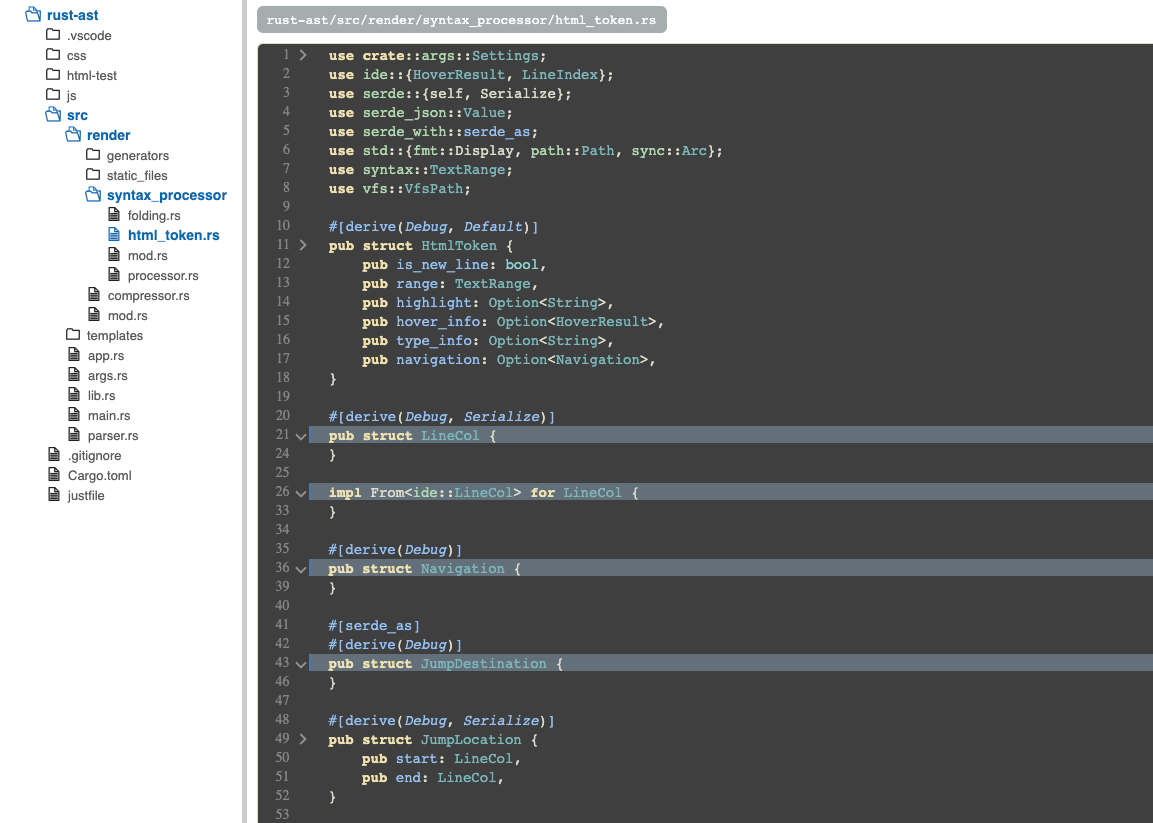 rust-ast
.vscode
css
html-test
js
src
render
generators
static_files
syntax_processor
folding.rs
html_token.rs
mod.rs
processor.rs
compressor.rs
mod.rs
templates
app.rs
args.rs
lib.rs
main.rs
parser.rs
.gitignore
Cargo.toml
justfile
rust-ast/src/render/syntax_processor/html_token.rs
1 use crate::args::Settings;
2 use ide::{HoverResult, LineIndex};
3 use serde::{self, Serialize};
4 use serde_json::Value;
5 use serde_with::serde_as;
6 use std::{fmt::Display, path::Path, sync::Arc};
7 use syntax::TextRange;
8 use vfs::VfsPath;
9
10 #[derive(Debug, Default)]
11 pub struct HtmlToken {
12     pub is_new_line: bool,
13     pub range: TextRange,
14     pub highlight: Option<String>,
15     pub hover_info: Option<HoverResult>,
16     pub type_info: Option<String>,
17     pub navigation: Option<Navigation>,
18 }
19
20 #[derive(Debug, Serialize)]
21 pub struct LineCol {
24 }
25
26 impl From<ide::LineCol> for LineCol {
33 }
34
35 #[derive(Debug)]
36 pub struct Navigation {
39 }
40
41 #[serde_as]
42 #[derive(Debug)]
43 pub struct JumpDestination {
46 }
47
48 #[derive(Debug, Serialize)]
49 pub struct JumpLocation {
50     pub start: LineCol,
51     pub end: LineCol,
52 }
53